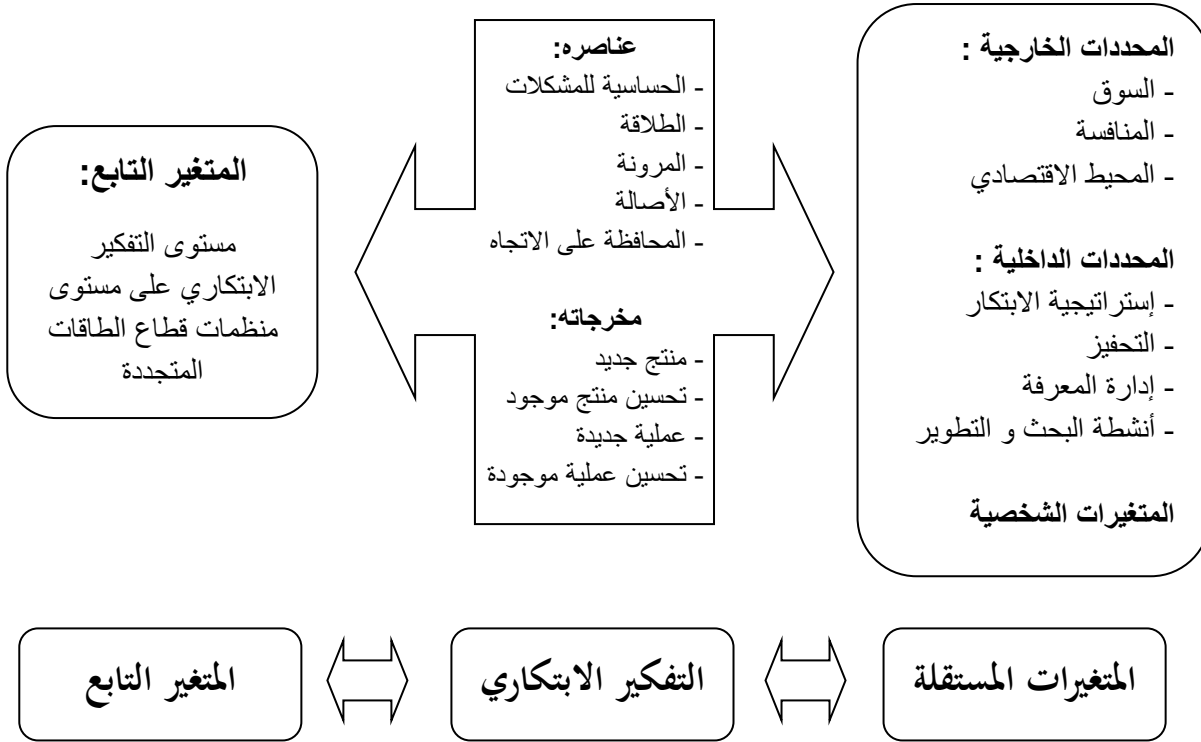 المحددات الخارجية :
- السوق
- المنافسة
- المحيط الاقتصادي
المحددات الداخلية :
- إستراتيجية الابتكار
- التحفيز
- إدارة المعرفة
- أنشطة البحث و التطوير
المتغيرات الشخصية
عناصره:
- الحساسية للمشكلات
- الطلاقة
- المرونة
- الأصالة
- المحافظة على الاتجاه
مخرجاته:
- منتج جديد
- تحسين منتج موجود
- عملية جديدة
- تحسين عملية موجودة
المتغير التابع:
مستوى التفكير
الابتكاري على مستوى
منظمات قطاع الطاقات
المتجددة
المتغيرات المستقلة
التفكير الابتكاري
المتغير التابع